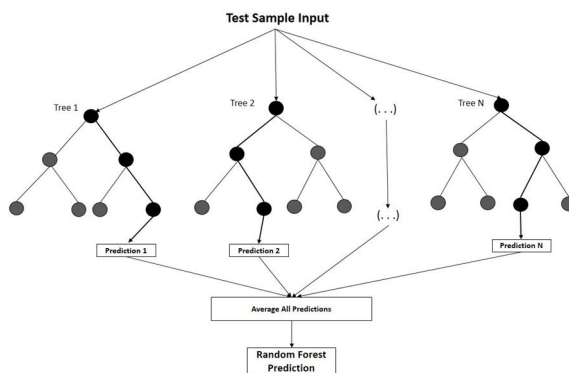 Test Sample Input
Tree 1
Tree 2
(. . .)
Tree N
(. . .)
Prediction 1
Prediction 2
Prediction N
Average All Predictions
Random Forest
Prediction